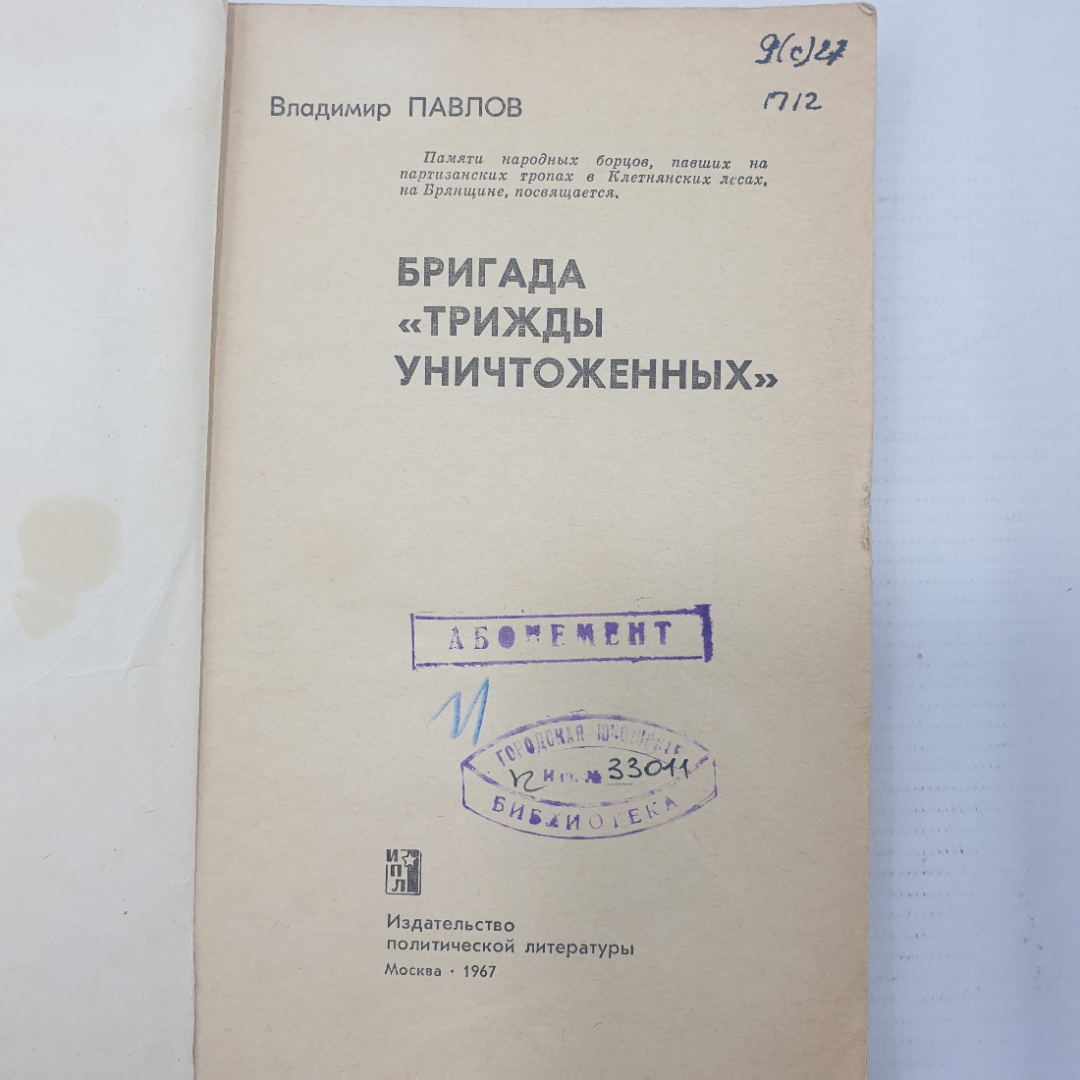 9(с)27
П12
Владимир ПАВЛОВ
Памяти народных борцов, павших на
партизанских тропах в Клетнянских лесах,
на Брянщине, посвящается.
БРИГАДА
«ТРИЖДЫ
УНИЧТОЖЕННЫХ»
АБОНЕМЕНТ
ГОРОДСКАЯ
Инв. № 33011
БИБЛИОТЕКА
ИПЛ
Издательство
политической литературы
Москва · 1967